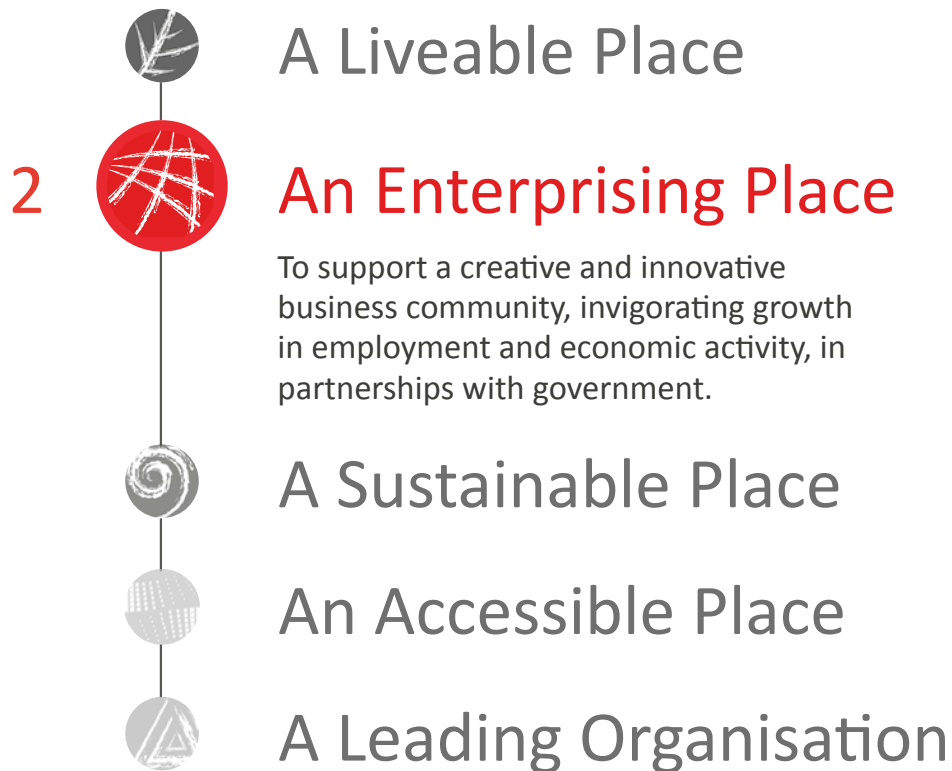 A Liveable Place
2
An Enterprising Place
To support a creative and innovative
business community, invigorating growth
in employment and economic activity, in
partnerships with government.
A Sustainable Place
An Accessible Place
A Leading Organisation